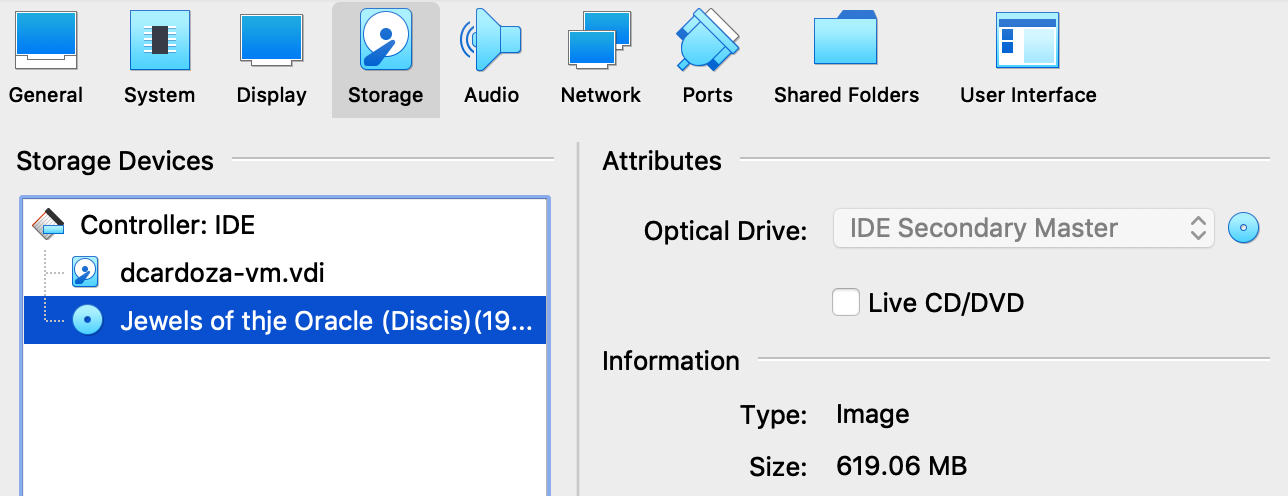 General System Display Storage Audio Network Ports Shared Folders User Interface
Storage Devices
Controller: IDE
dcardoza-vm.vdi
Jewels of thje Oracle (Discis)(19...
Attributes
Optical Drive: IDE Secondary Master
Live CD/DVD
Information
Type: Image
Size: 619.06 MB